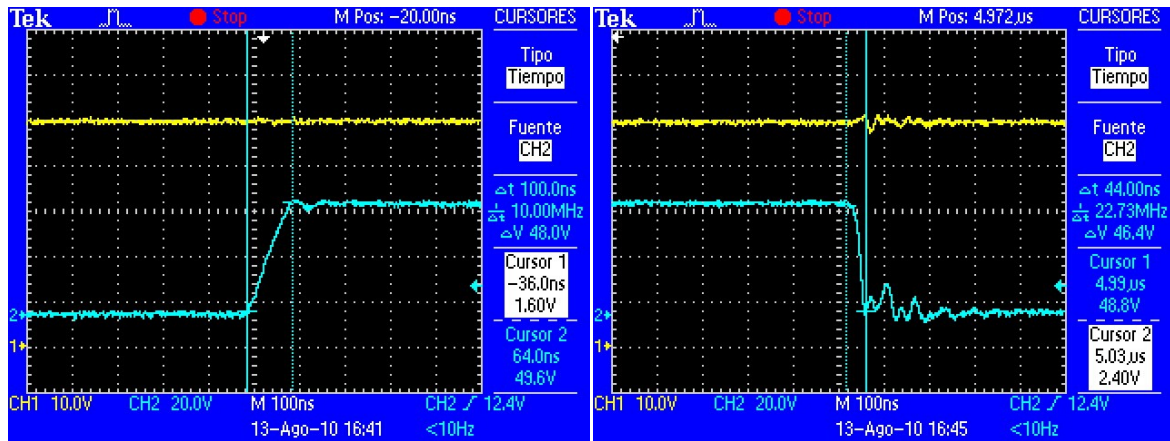 Tek Stop M Pos: -20.00ns CURSORES
Tipo
Tiempo
Fuente
CH2
△t 100.0ns
1/△t 10.00MHz
△V 48.0V
Cursor 1
-36.0ns
1.60V
Cursor 2
64.0ns
49.6V
2
1
CH1 10.0V CH2 20.0V M 100ns CH2 / 12.4V
13-Ago-10 16:41 <10Hz
Tek Stop M Pos: 4.972µs CURSORES
Tipo
Tiempo
Fuente
CH2
△t 44.00ns
1/△t 22.73MHz
△V 46.4V
Cursor 1
4.99µs
48.8V
Cursor 2
5.03µs
2.40V
2
1
CH1 10.0V CH2 20.0V M 100ns CH2 / 12.4V
13-Ago-10 16:45 <10Hz